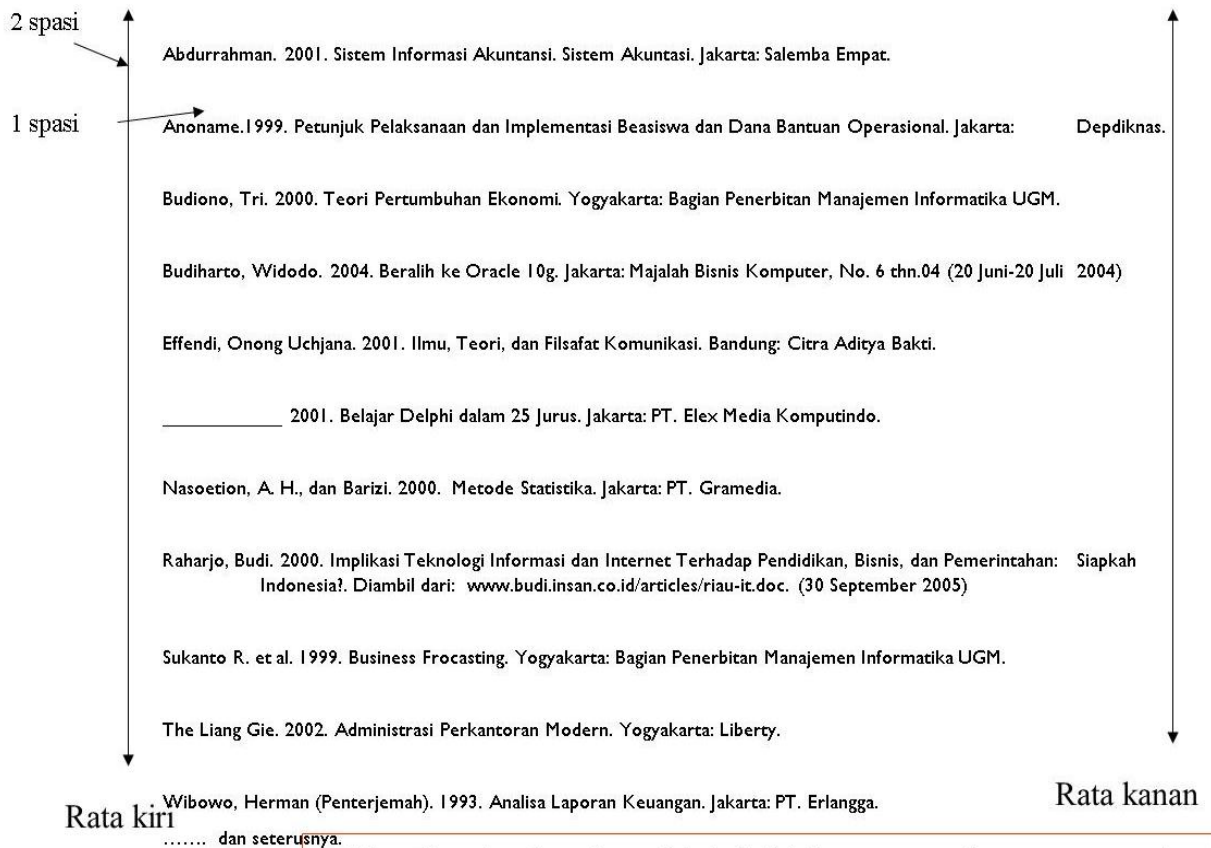 2 spasi
Abdurrahman. 2001. Sistem Informasi Akuntansi. Sistem Akuntasi. Jakarta: Salemba Empat.
1 spasi
Anoname.1999. Petunjuk Pelaksanaan dan Implementasi Beasiswa dan Dana Bantuan Operasional. Jakarta: Depdiknas.
Budiono, Tri. 2000. Teori Pertumbuhan Ekonomi. Yogyakarta: Bagian Penerbitan Manajemen Informatika UGM.
Budiharto, Widodo. 2004. Beralih ke Oracle 10g. Jakarta: Majalah Bisnis Komputer, No. 6 thn.04 (20 Juni-20 Juli 2004)
Effendi, Onong Uchjana. 2001. Ilmu, Teori, dan Filsafat Komunikasi. Bandung: Citra Aditya Bakti.
____________ 2001. Belajar Delphi dalam 25 Jurus. Jakarta: PT. Elex Media Komputindo.
Nasoetion, A. H., dan Barizi. 2000. Metode Statistika. Jakarta: PT. Gramedia.
Raharjo, Budi. 2000. Implikasi Teknologi Informasi dan Internet Terhadap Pendidikan, Bisnis, dan Pemerintahan: Siapkah
Indonesia?. Diambil dari: www.budi.insan.co.id/articles/riau-it.doc. (30 September 2005)
Sukanto R. et al. 1999. Business Frocasting. Yogyakarta: Bagian Penerbitan Manajemen Informatika UGM.
The Liang Gie. 2002. Administrasi Perkantoran Modern. Yogyakarta: Liberty.
Wibowo, Herman (Penterjemah). 1993. Analisa Laporan Keuangan. Jakarta: PT. Erlangga.
Rata kanan
Rata kiri
....... dan seterusnya.